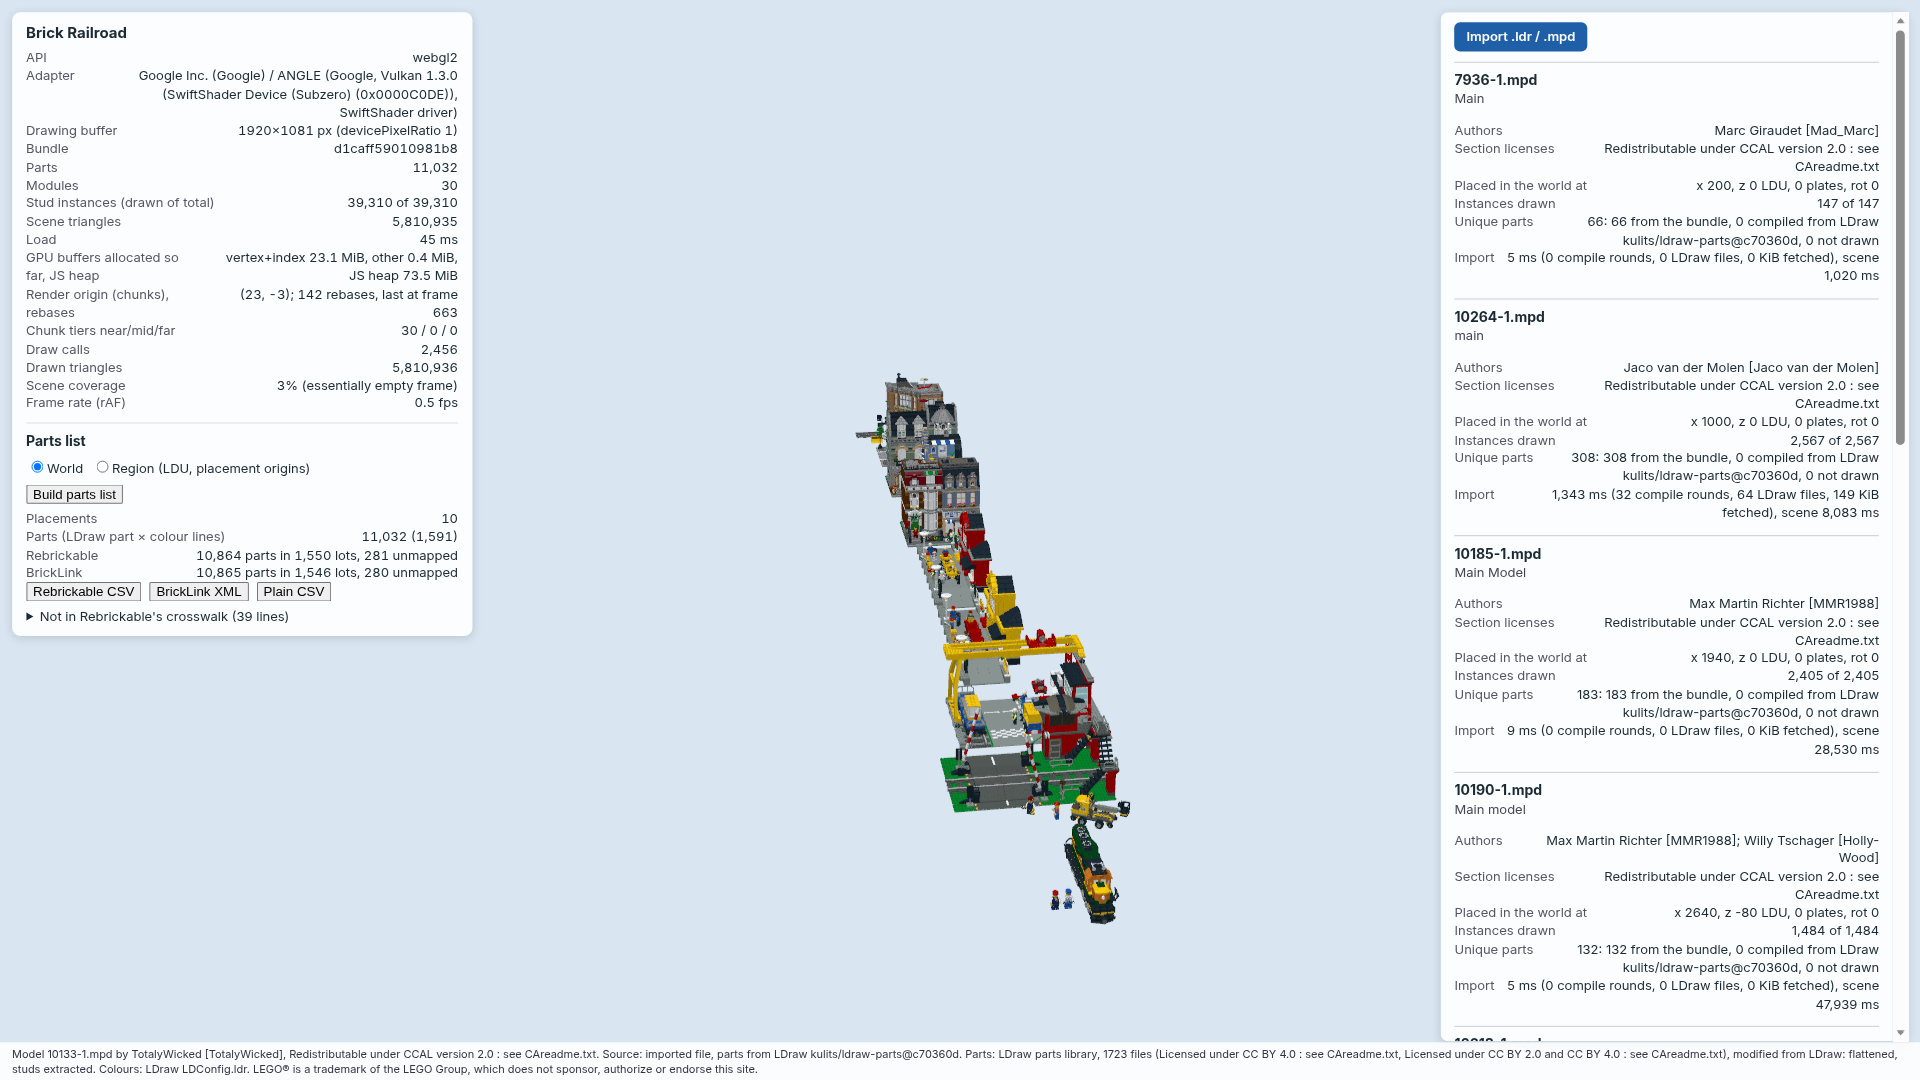 Brick Railroad
API webgl2
Adapter Google Inc. (Google) / ANGLE (Google, Vulkan 1.3.0
(SwiftShader Device (Subzero) (0x0000C0DE)),
SwiftShader driver)
Drawing buffer 1920×1081 px (devicePixelRatio 1)
Bundle d1caff59010981b8
Parts 11,032
Modules 30
Stud instances (drawn of total) 39,310 of 39,310
Scene triangles 5,810,935
Load 45 ms
GPU buffers allocated so vertex+index 23.1 MiB, other 0.4 MiB,
far, JS heap JS heap 73.5 MiB
Render origin (chunks), (23, -3); 142 rebases, last at frame
rebases 663
Chunk tiers near/mid/far 30 / 0 / 0
Draw calls 2,456
Drawn triangles 5,810,936
Scene coverage 3% (essentially empty frame)
Frame rate (rAF) 0.5 fps
Parts list
World Region (LDU, placement origins)
Build parts list
Placements 10
Parts (LDraw part × colour lines) 11,032 (1,591)
Rebrickable 10,864 parts in 1,550 lots, 281 unmapped
BrickLink 10,865 parts in 1,546 lots, 280 unmapped
Rebrickable CSV BrickLink XML Plain CSV
▶ Not in Rebrickable's crosswalk (39 lines)
Import .ldr / .mpd
7936-1.mpd
Main
Authors Marc Giraudet [Mad_Marc]
Section licenses Redistributable under CCAL version 2.0 : see
CAreadme.txt
Placed in the world at x 200, z 0 LDU, 0 plates, rot 0
Instances drawn 147 of 147
Unique parts 66: 66 from the bundle, 0 compiled from LDraw
kulits/ldraw-parts@c70360d, 0 not drawn
Import 5 ms (0 compile rounds, 0 LDraw files, 0 KiB fetched), scene
1,020 ms
10264-1.mpd
main
Authors Jaco van der Molen [Jaco van der Molen]
Section licenses Redistributable under CCAL version 2.0 : see
CAreadme.txt
Placed in the world at x 1000, z 0 LDU, 0 plates, rot 0
Instances drawn 2,567 of 2,567
Unique parts 308: 308 from the bundle, 0 compiled from LDraw
kulits/ldraw-parts@c70360d, 0 not drawn
Import 1,343 ms (32 compile rounds, 64 LDraw files, 149 KiB
fetched), scene 8,083 ms
10185-1.mpd
Main Model
Authors Max Martin Richter [MMR1988]
Section licenses Redistributable under CCAL version 2.0 : see
CAreadme.txt
Placed in the world at x 1940, z 0 LDU, 0 plates, rot 0
Instances drawn 2,405 of 2,405
Unique parts 183: 183 from the bundle, 0 compiled from LDraw
kulits/ldraw-parts@c70360d, 0 not drawn
Import 9 ms (0 compile rounds, 0 LDraw files, 0 KiB fetched), scene
28,530 ms
10190-1.mpd
Main model
Authors Max Martin Richter [MMR1988]; Willy Tschager [Holly-
Wood]
Section licenses Redistributable under CCAL version 2.0 : see
CAreadme.txt
Placed in the world at x 2640, z -80 LDU, 0 plates, rot 0
Instances drawn 1,484 of 1,484
Unique parts 132: 132 from the bundle, 0 compiled from LDraw
kulits/ldraw-parts@c70360d, 0 not drawn
Import 5 ms (0 compile rounds, 0 LDraw files, 0 KiB fetched), scene
47,939 ms
Model 10133-1.mpd by TotalyWicked [TotalyWicked], Redistributable under CCAL version 2.0 : see CAreadme.txt. Source: imported file, parts from LDraw kulits/ldraw-parts@c70360d. Parts: LDraw parts library, 1723 files (Licensed under CC BY 4.0 : see CAreadme.txt, Licensed under CC BY 2.0 and CC BY 4.0 : see CAreadme.txt), modified from LDraw: flattened,
studs extracted. Colours: LDraw LDConfig.ldr. LEGO® is a trademark of the LEGO Group, which does not sponsor, authorize or endorse this site.